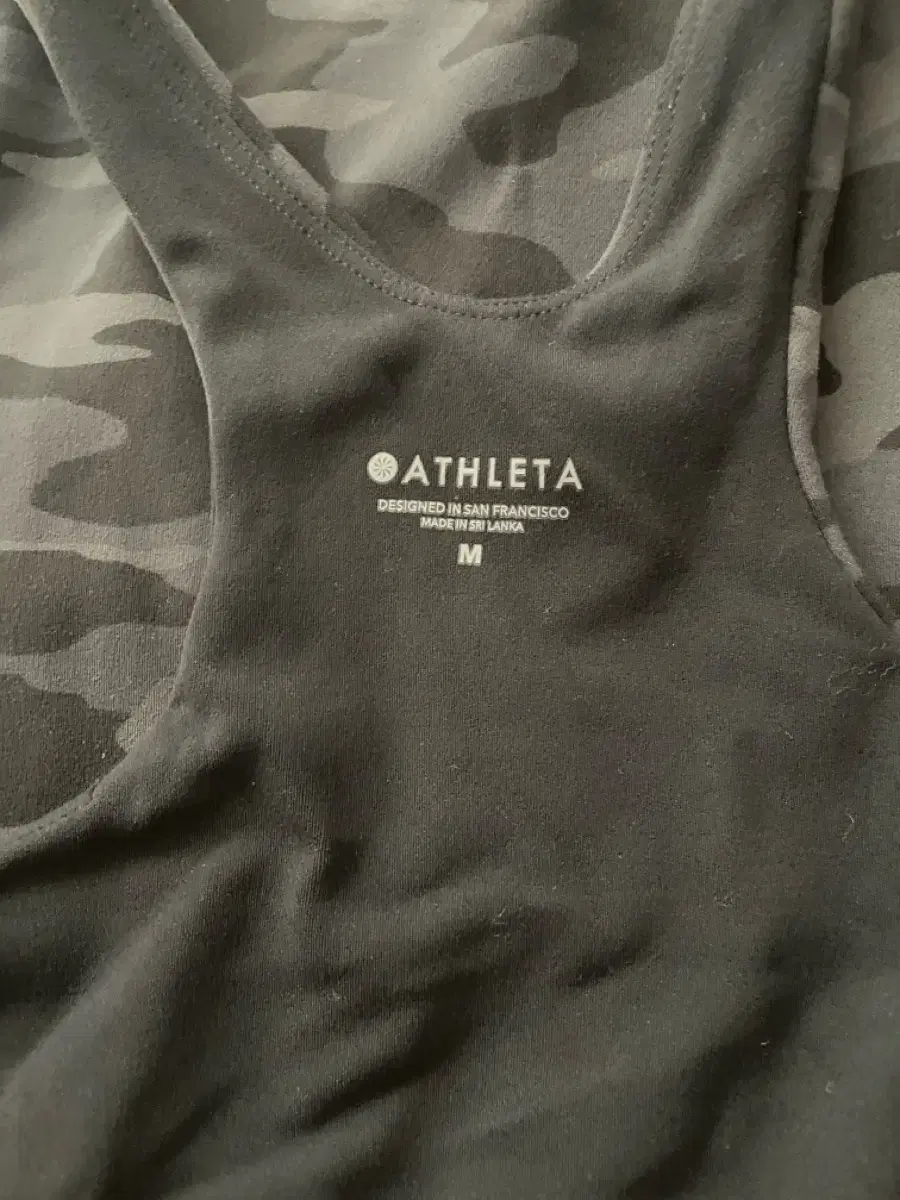 ATHLETA
DESIGNED IN SAN FRANCISCO
MADE IN SRI LANKA
M